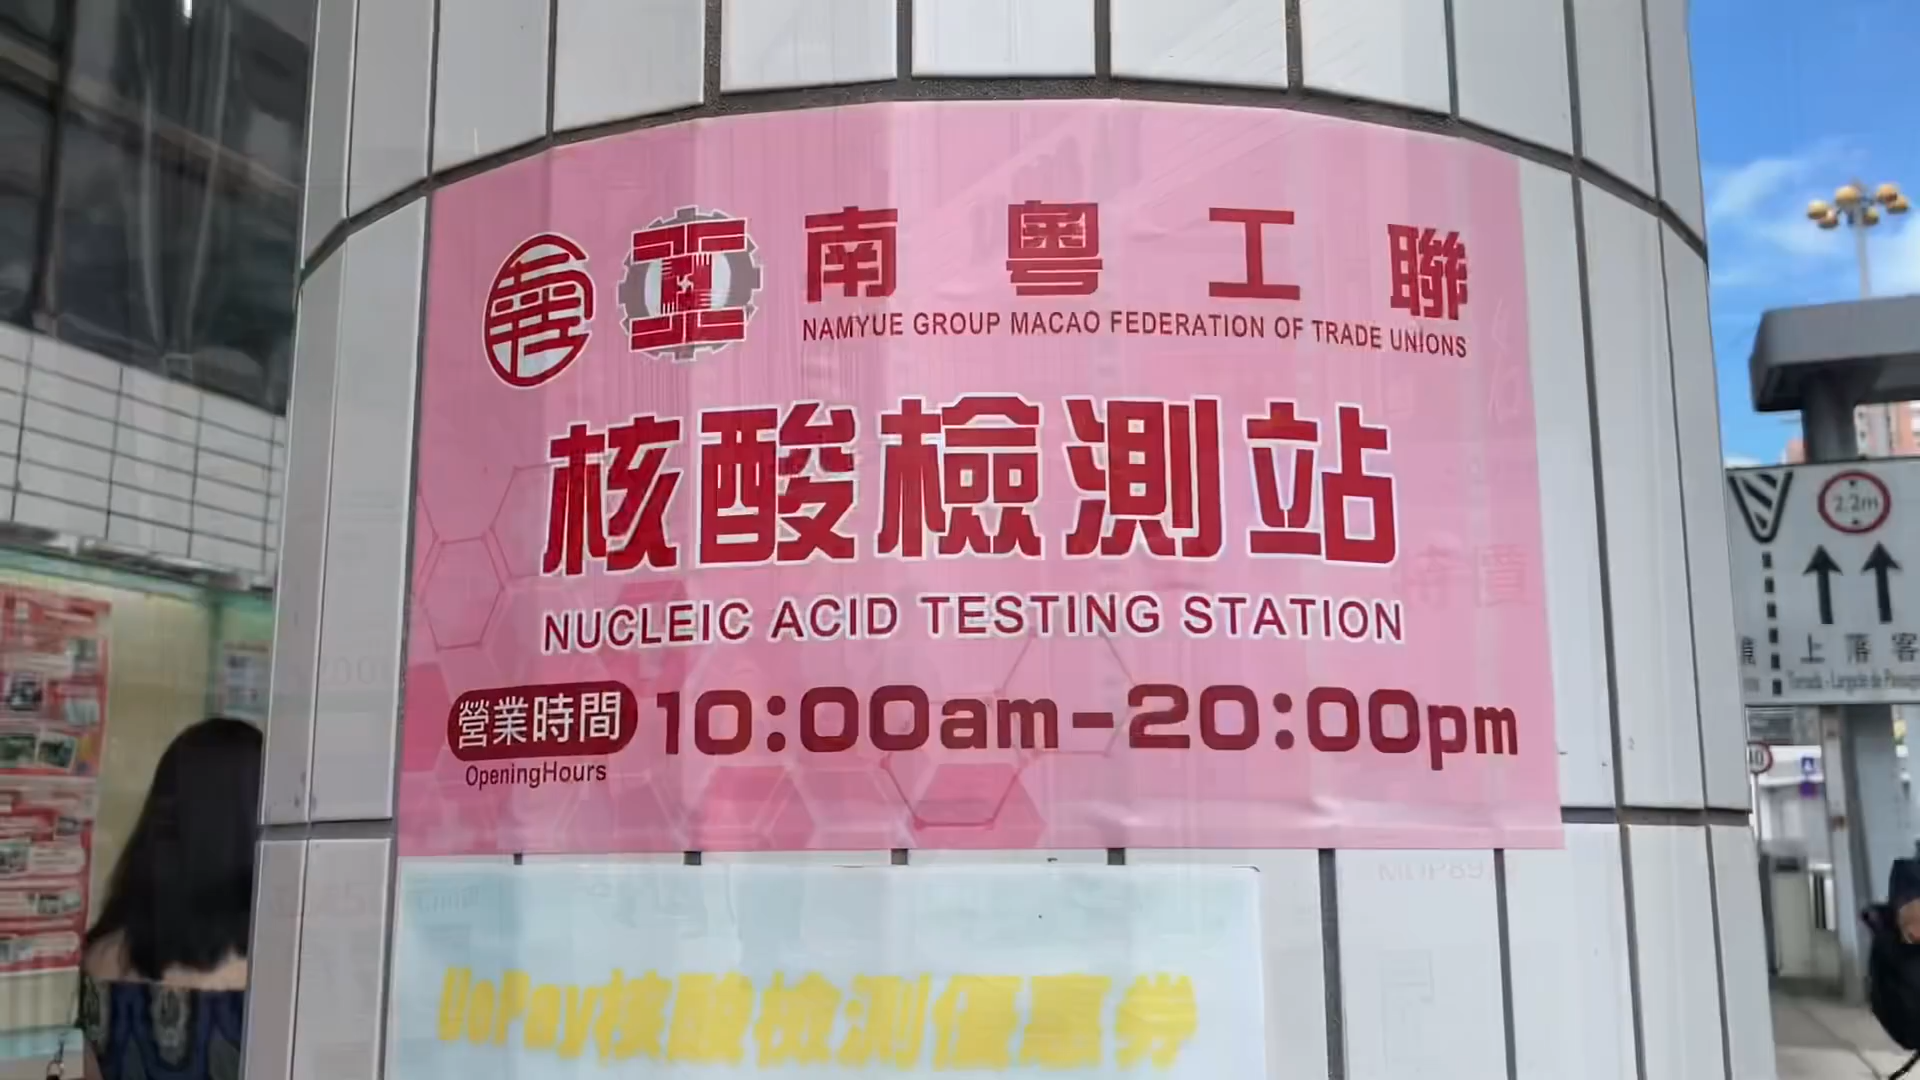 南粤工聯
NAMYUE GROUP MACAO FEDERATION OF TRADE UNIONS
核酸檢測站
NUCLEIC ACID TESTING STATION
營業時間 10:00am-20:00pm
OpeningHours
UoPay核酸檢測優惠券
2.2m
上落客
40